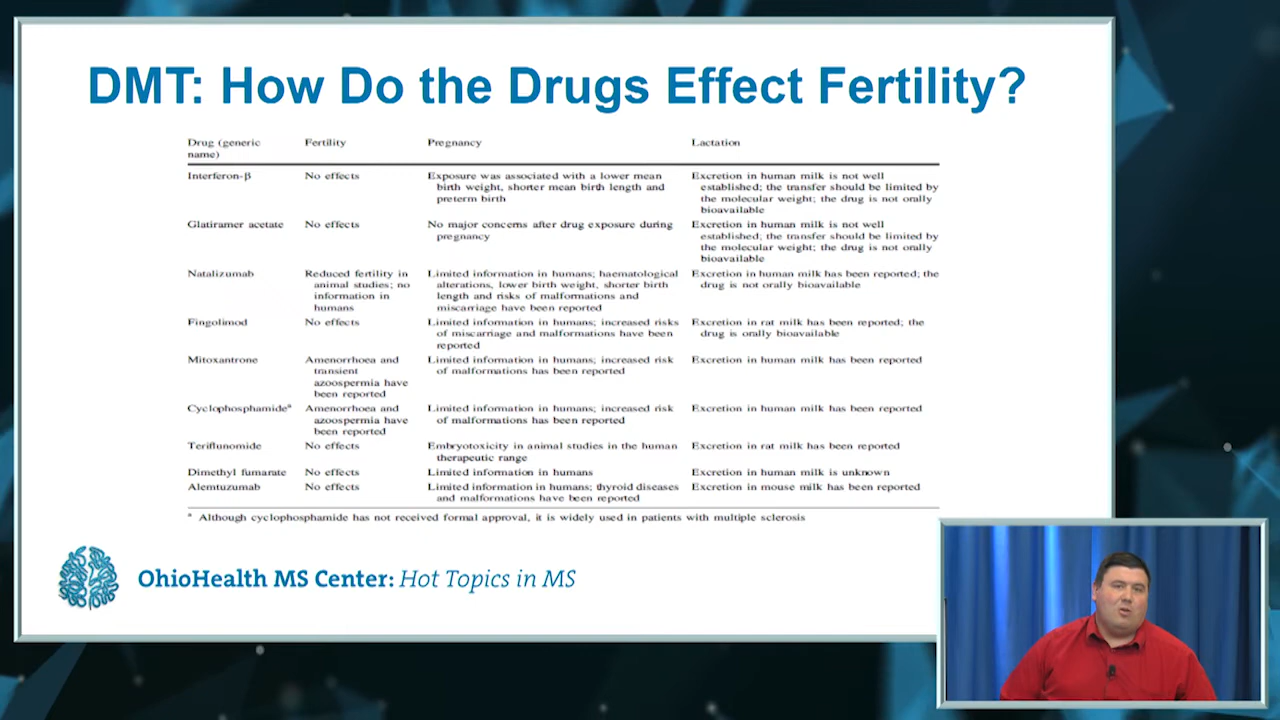 DMT: How Do the Drugs Effect Fertility?
Drug (generic name) Fertility Pregnancy Lactation
Interferon-β No effects Exposure was associated with a lower mean birth weight, shorter mean birth length and preterm birth Excretion in human milk is not well established; the transfer should be limited by the molecular weight; the drug is not orally bioavailable
Glatiramer acetate No effects No major concerns after drug exposure during pregnancy Excretion in human milk is not well established; the transfer should be limited by the molecular weight; the drug is not orally bioavailable
Natalizumab Reduced fertility in animal studies; no information in humans Limited information in humans; haematological alterations, lower birth weight, shorter birth length and risks of malformations and miscarriage have been reported Excretion in human milk has been reported; the drug is not orally bioavailable
Fingolimod No effects Limited information in humans; increased risks of miscarriage and malformations have been reported Excretion in rat milk has been reported; the drug is orally bioavailable
Mitoxantrone Amenorrhoea and transient azoospermia have been reported Limited information in humans; increased risk of malformations has been reported Excretion in human milk has been reported
Cyclophosphamideª Amenorrhoea and azoospermia have been reported Limited information in humans; increased risk of malformations has been reported Excretion in human milk has been reported
Teriflunomide No effects Embryotoxicity in animal studies in the human therapeutic range Excretion in rat milk has been reported
Dimethyl fumarate No effects Limited information in humans Excretion in human milk is unknown
Alemtuzumab No effects Limited information in humans; thyroid diseases and malformations have been reported Excretion in mouse milk has been reported
ª Although cyclophosphamide has not received formal approval, it is widely used in patients with multiple sclerosis
OhioHealth MS Center: Hot Topics in MS